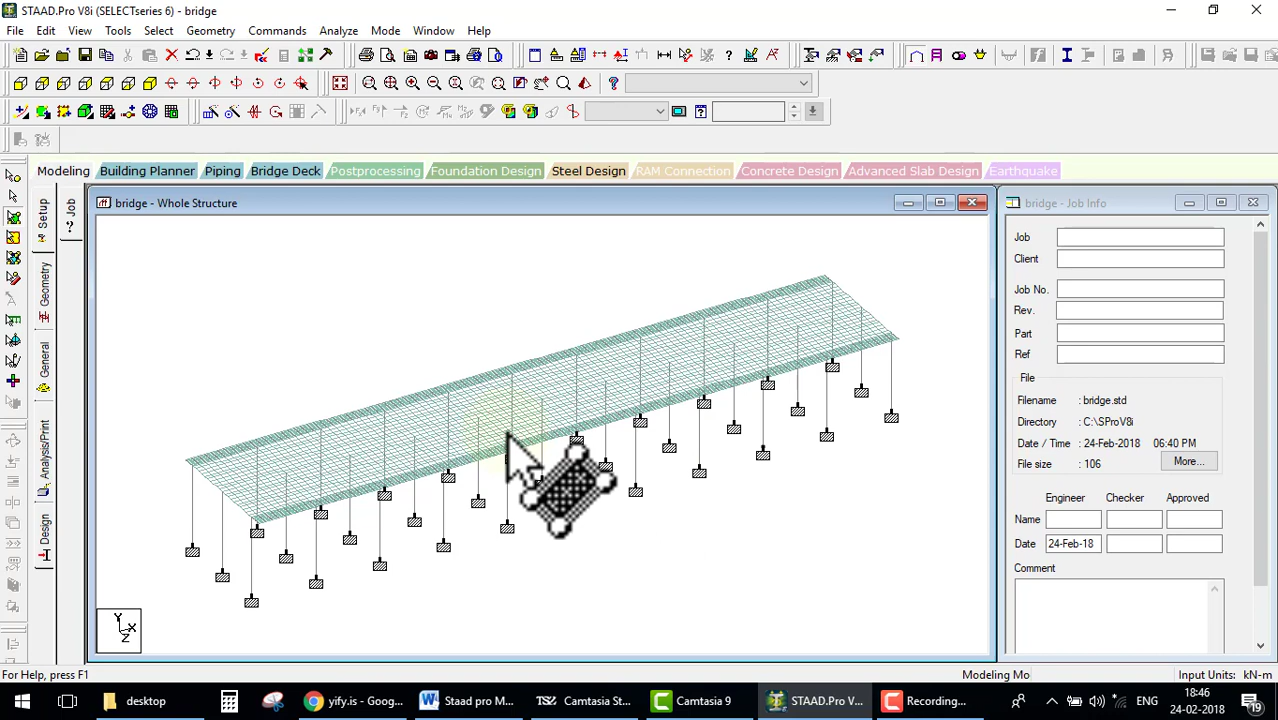 STAAD.Pro V8i (SELECTseries 6) - bridge
File Edit View Tools Select Geometry Commands Analyze Mode Window Help
Modeling Building Planner Piping Bridge Deck Postprocessing Foundation Design Steel Design RAM Connection Concrete Design Advanced Slab Design Earthquake
Setup
Geometry
General
Analysis/Print
Design
Job
bridge - Whole Structure
Y
X
Z
bridge - Job Info
Job
Client
Job No.
Rev.
Part
Ref
File
Filename : bridge.std
Directory : C:\SProV8i
Date / Time : 24-Feb-2018 06:40 PM
File size : 106 More...
Engineer Checker Approved
Name
Date 24-Feb-18
Comment
For Help, press F1 Modeling Mo Input Units: kN-m
desktop yify.is - Goog... Staad pro M... Camtasia St... Camtasia 9 STAAD.Pro V... Recording... ENG 18:46
24-02-2018 19